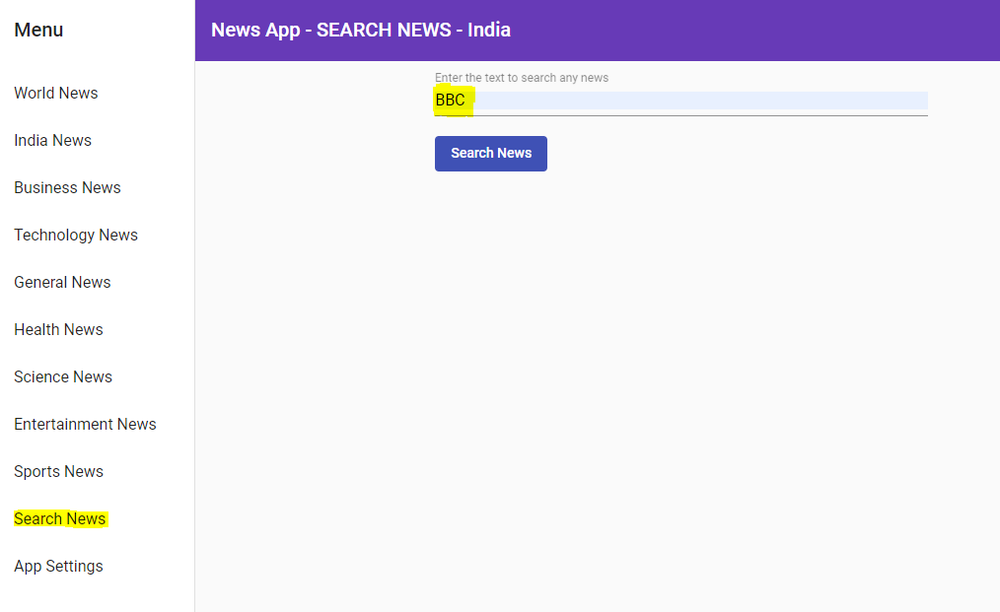 Menu
World News
India News
Business News
Technology News
General News
Health News
Science News
Entertainment News
Sports News
Search News
App Settings
News App - SEARCH NEWS - India
Enter the text to search any news
BBC
Search News